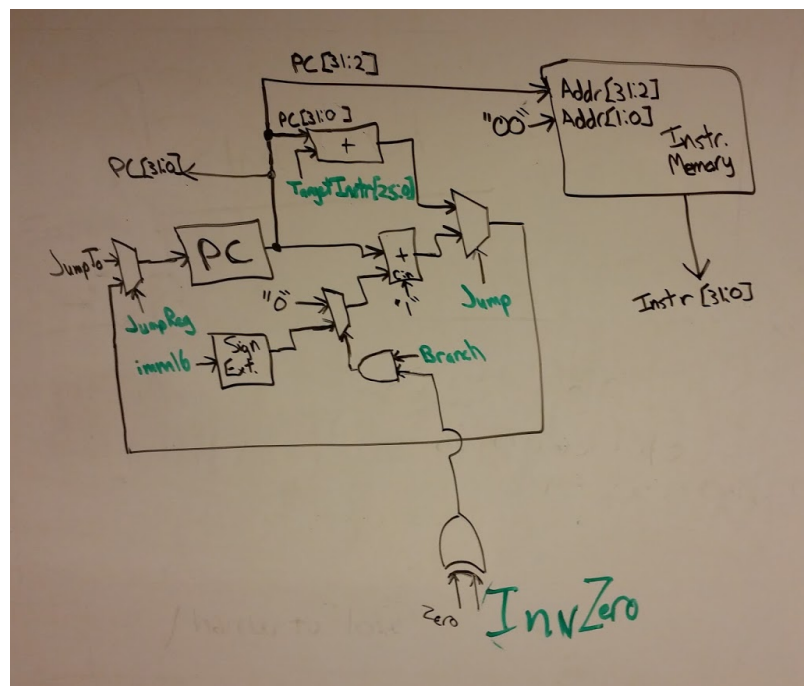 PC[31:2]
Addr[31:2]
"00"
Addr[1:0]
Instr.
Memory
PC[31:0]
+
PC[31:0]
TargetInstr[25:0]
JumpTo
PC
+
cin
"1"
"0"
Jump
Instr[31:0]
JumpReg
imm16
Sign
Ext.
Branch
Zero
InvZero